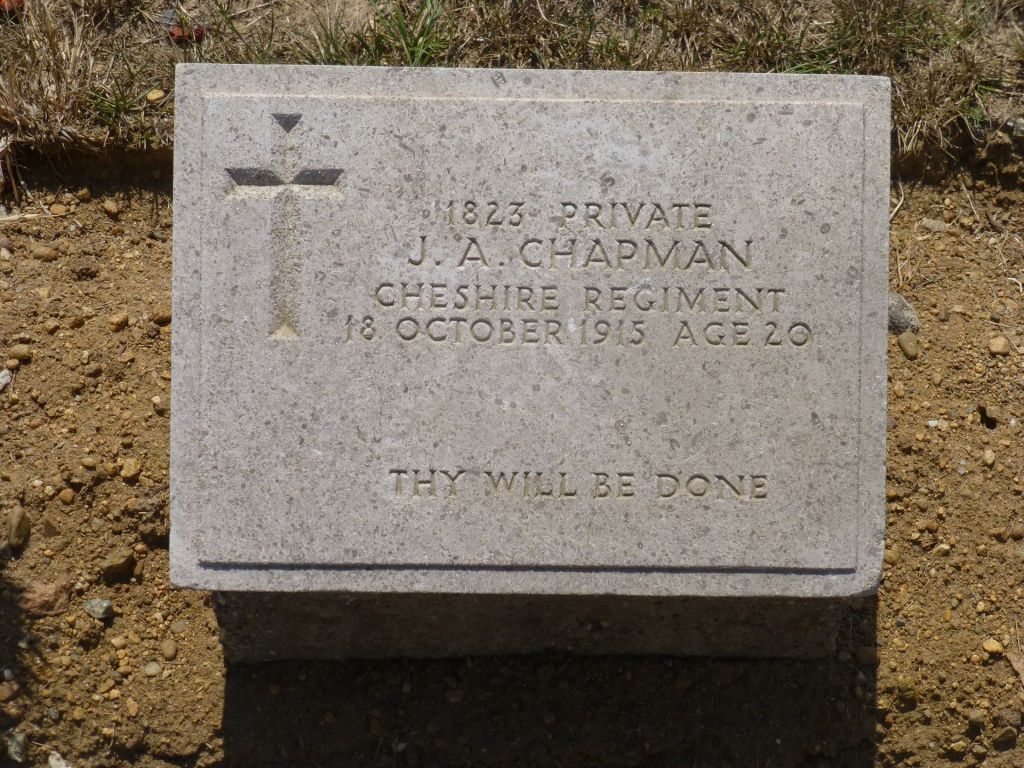 1823 PRIVATE
J. A. CHAPMAN
CHESHIRE REGIMENT
18 OCTOBER 1915 AGE 20
THY WILL BE DONE